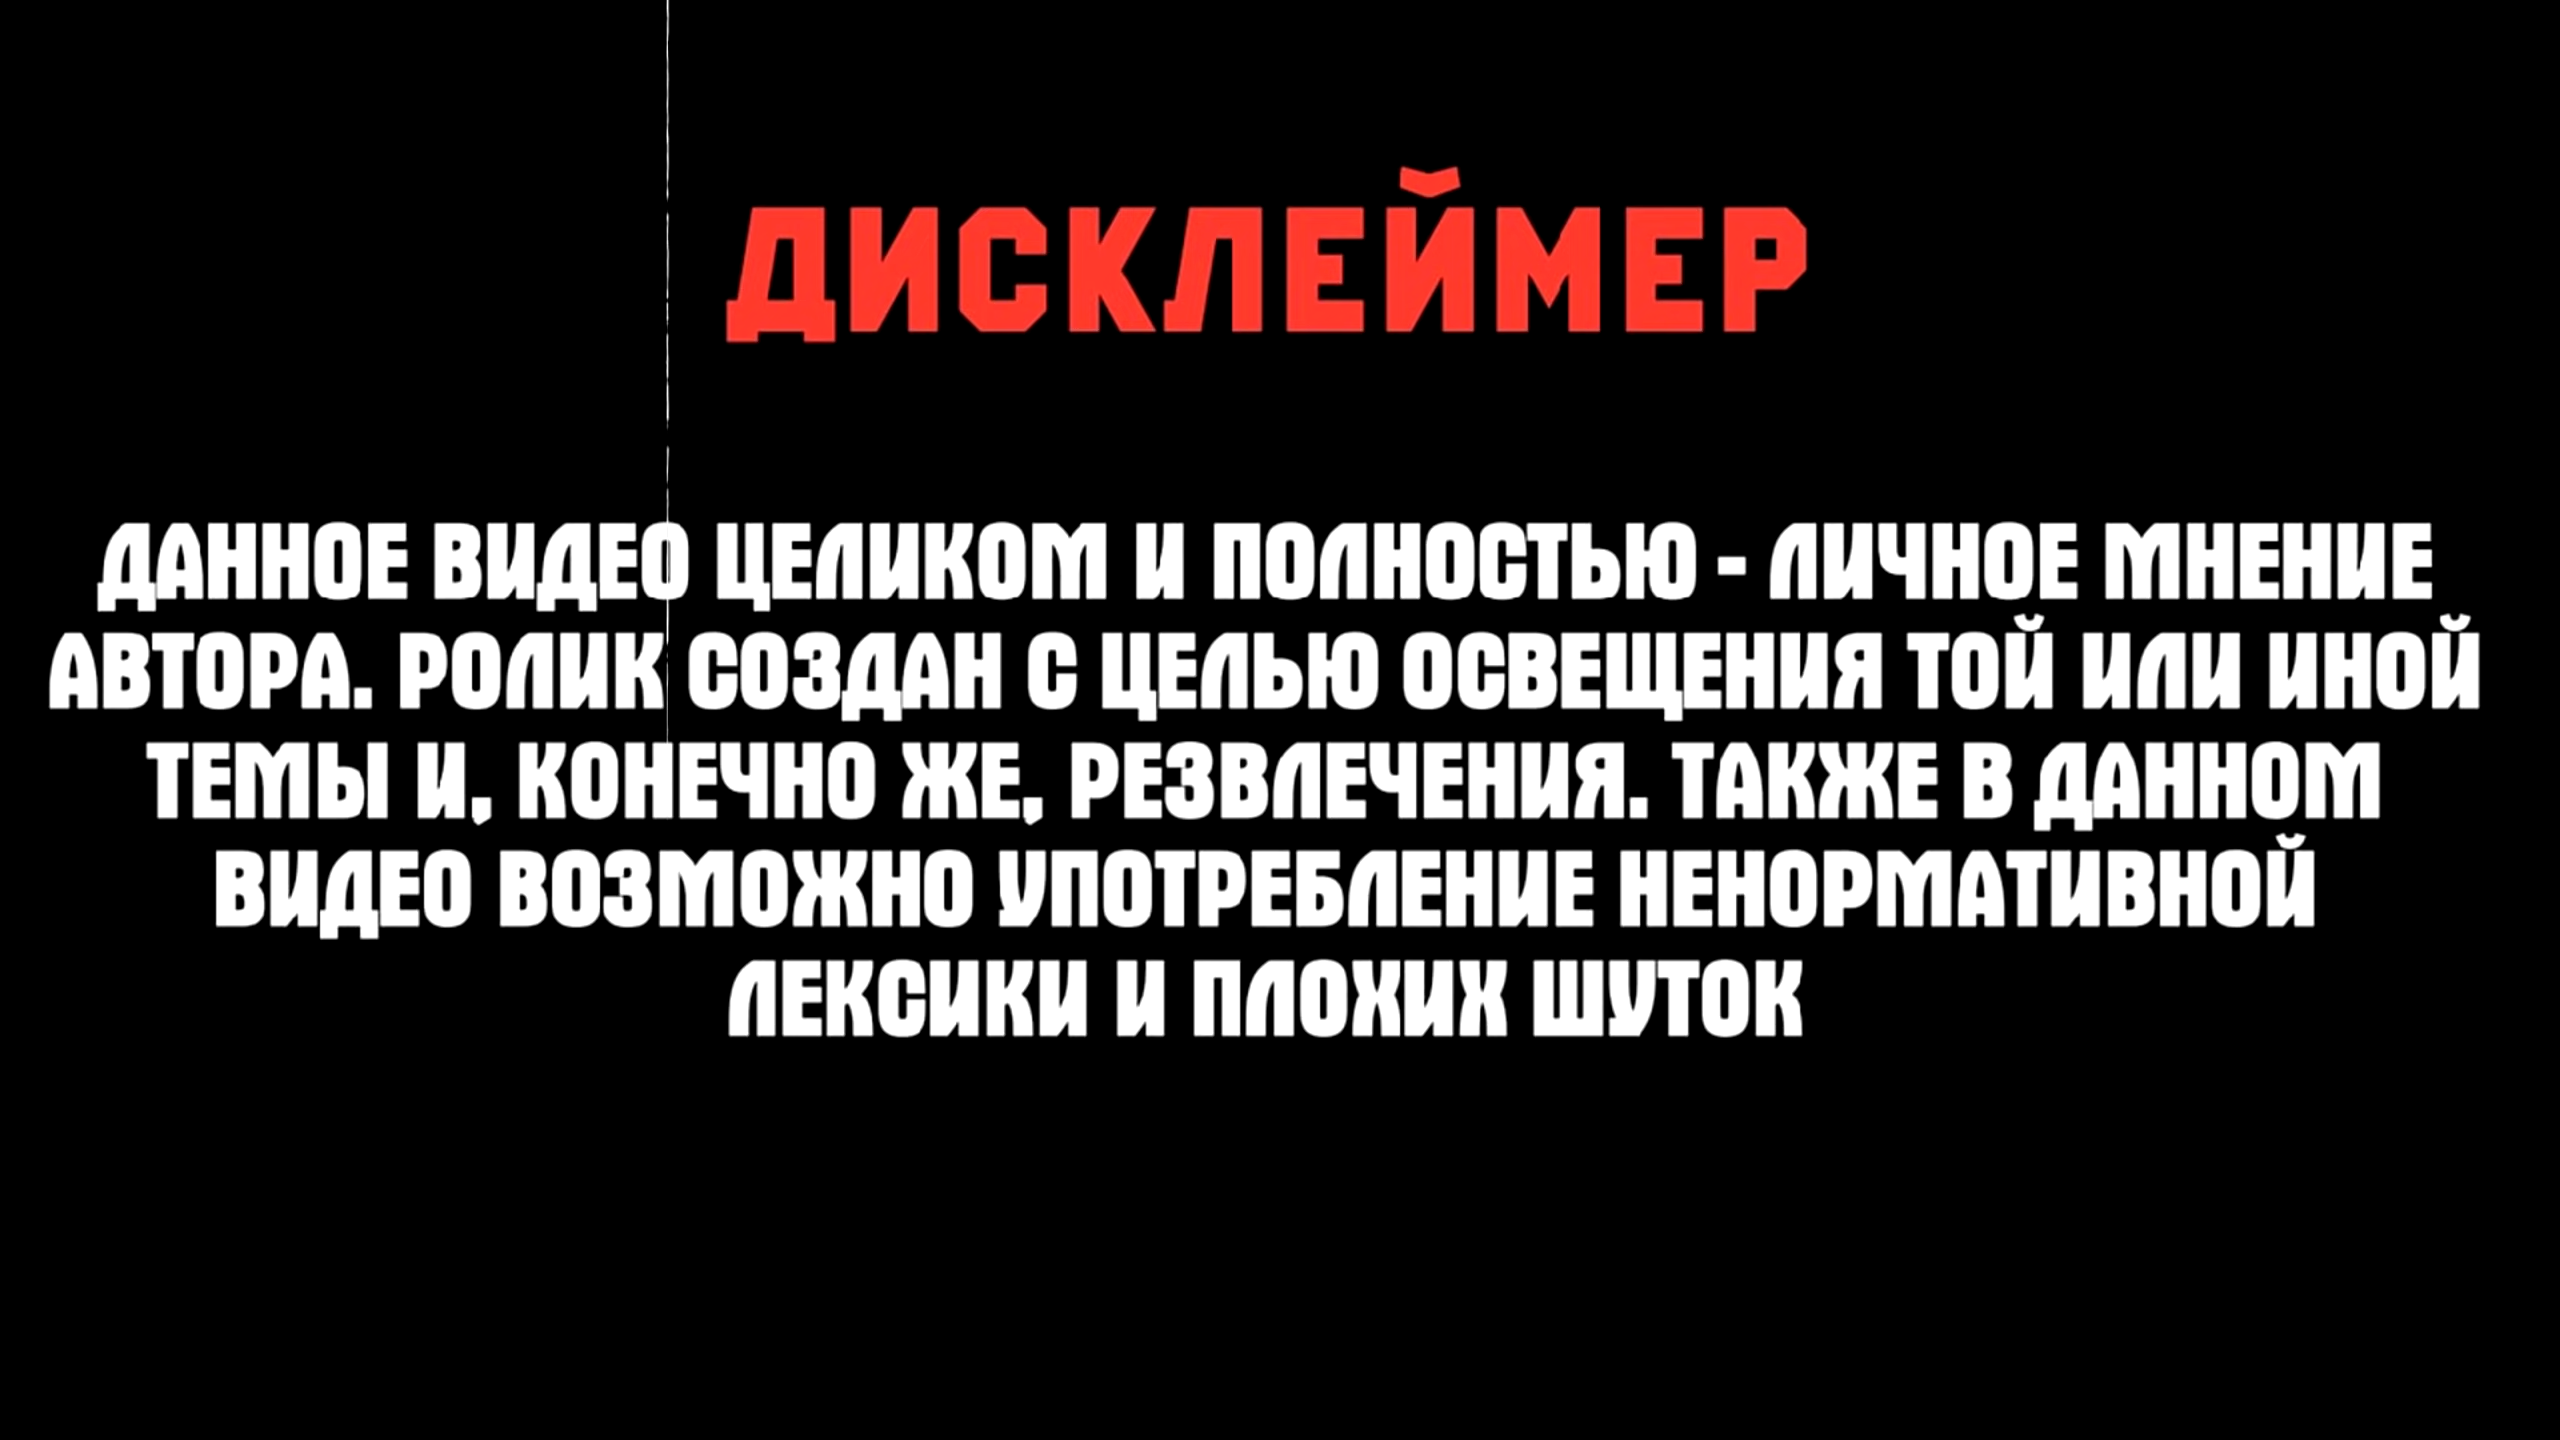 ДИСКЛЕЙМЕР
ДАННОЕ ВИДЕО ЦЕЛИКОМ И ПОЛНОСТЬЮ - ЛИЧНОЕ МНЕНИЕ
АВТОРА. РОЛИК СОЗДАН С ЦЕЛЬЮ ОСВЕЩЕНИЯ ТОЙ ИЛИ ИНОЙ
ТЕМЫ И, КОНЕЧНО ЖЕ, РЕЗВЛЕЧЕНИЯ. ТАКЖЕ В ДАННОМ
ВИДЕО ВОЗМОЖНО УПОТРЕБЛЕНИЕ НЕНОРМАТИВНОЙ
ЛЕКСИКИ И ПЛОХИХ ШУТОК